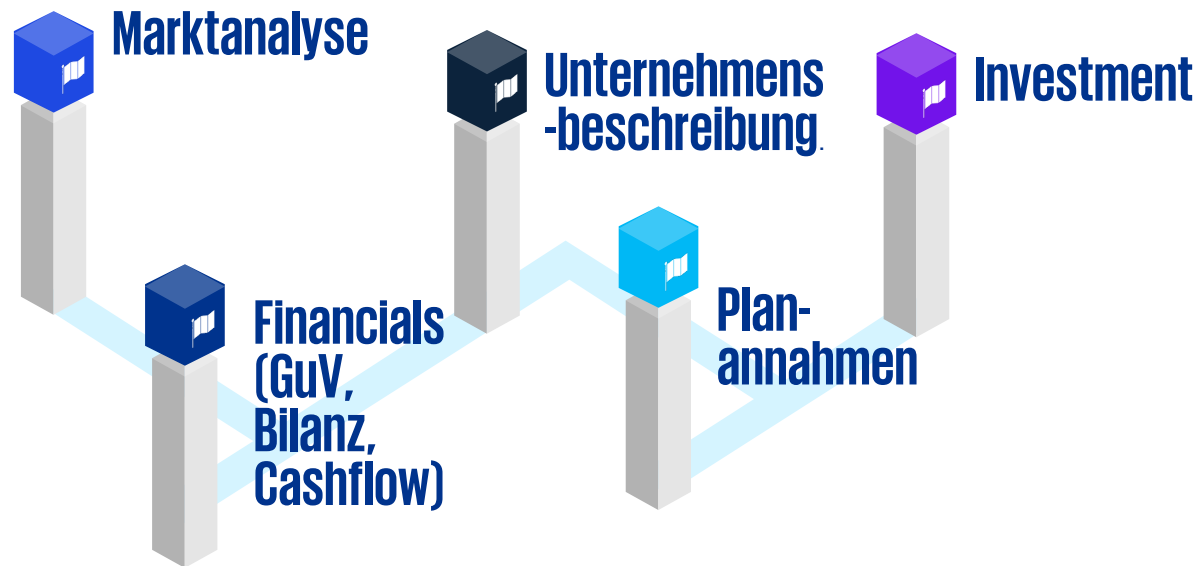 Marktanalyse
Unternehmens
-beschreibung.
Investment
Financials
(GuV,
Bilanz,
Cashflow)
Plan-
annahmen